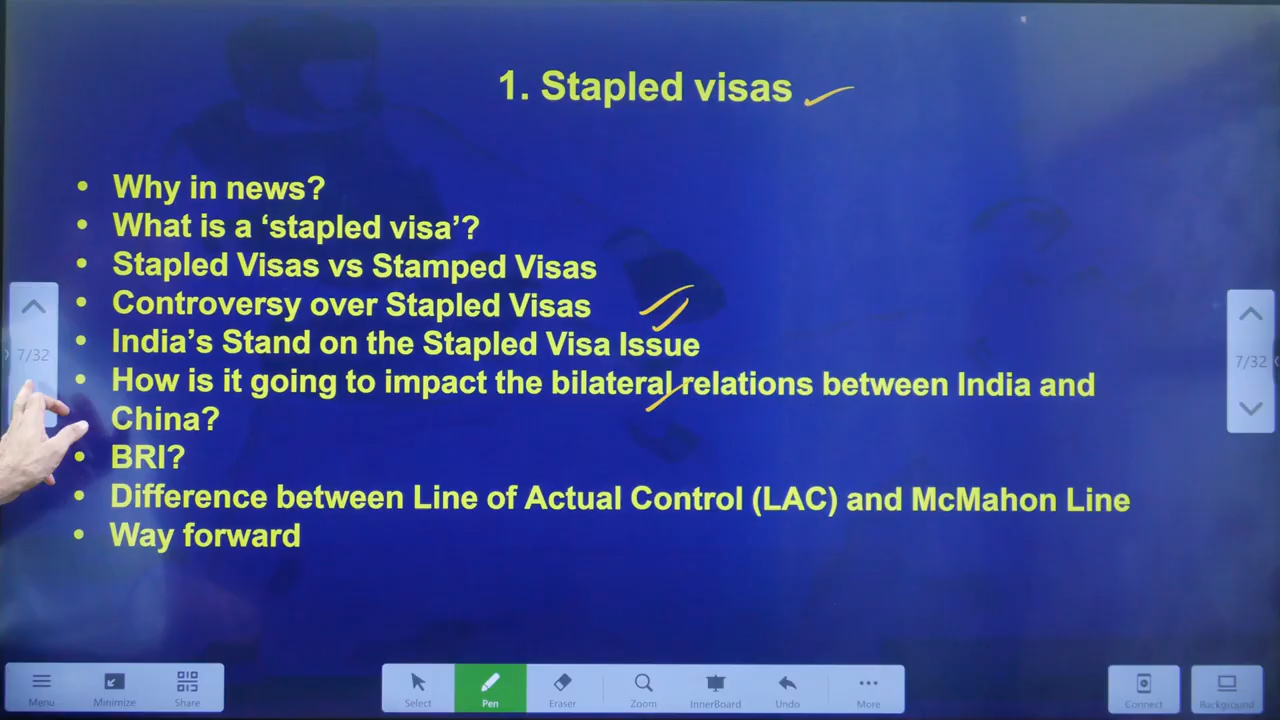 1. Stapled visas
• Why in news?
• What is a ‘stapled visa’?
• Stapled Visas vs Stamped Visas
• Controversy over Stapled Visas
• India’s Stand on the Stapled Visa Issue
• How is it going to impact the bilateral relations between India and
China?
• BRI?
• Difference between Line of Actual Control (LAC) and McMahon Line
• Way forward
7/32
7/32
Menu
Minimize
Share
Select
Pen
Eraser
Zoom
InnerBoard
Undo
More
Connect
Background